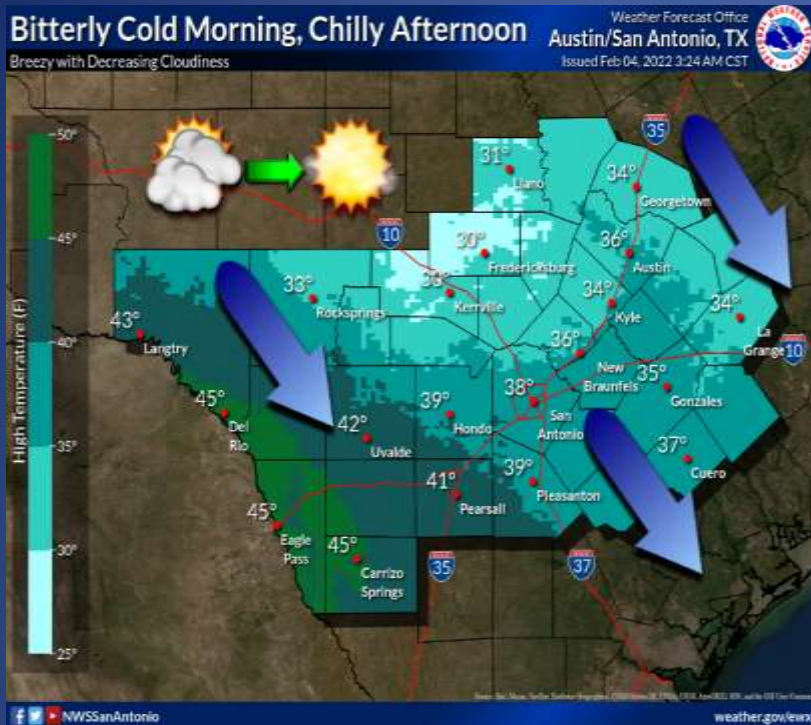 Bitterly Cold Morning, Chilly Afternoon
Breezy with Decreasing Cloudiness
Weather Forecast Office
Austin/San Antonio, TX
Issued Feb 04, 2022 3:24 AM CST
High Temperature (F)
50°
45°
40°
35°
30°
25°
35
31°
Llano
34°
Georgetown
10
30°
Fredericksburg
36°
Austin
33°
Rocksprings
33°
Kerrville
34°
Kyle
34°
La
Grange
10
43°
Langtry
36°
New
Braunfels
45°
Del
Rio
42°
Uvalde
39°
Hondo
38°
San
Antonio
35°
Gonzales
41°
Pearsall
39°
Pleasanton
37°
Cuero
45°
Eagle
Pass
45°
Carrizo
Springs
35
37
NWSSanAntonio
weather.gov/ewx